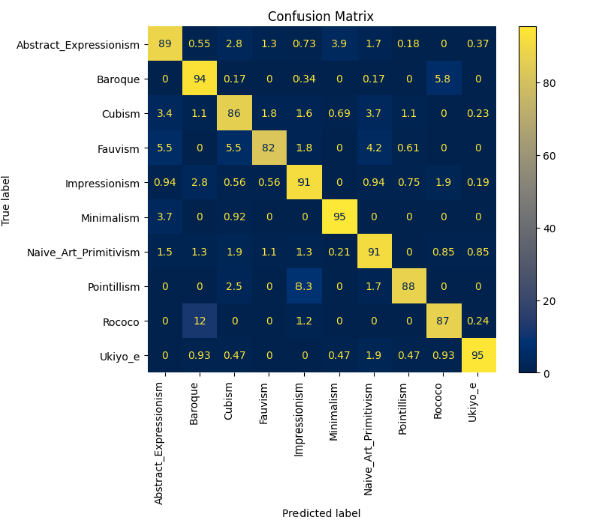 Confusion Matrix
Abstract_Expressionism 89 0.55 2.8 1.3 0.73 3.9 1.7 0.18 0 0.37
Baroque 0 94 0.17 0 0.34 0 0.17 0 5.8 0
80
Cubism 3.4 1.1 86 1.8 1.6 0.69 3.7 1.1 0 0.23
Fauvism 5.5 0 5.5 82 1.8 0 4.2 0.61 0 0
60
Impressionism 0.94 2.8 0.56 0.56 91 0 0.94 0.75 1.9 0.19
True label
Minimalism 3.7 0 0.92 0 0 95 0 0 0 0
40
Naive_Art_Primitivism 1.5 1.3 1.9 1.1 1.3 0.21 91 0 0.85 0.85
Pointillism 0 0 2.5 0 8.3 0 1.7 88 0 0
20
Rococo 0 12 0 0 1.2 0 0 0 87 0.24
Ukiyo_e 0 0.93 0.47 0 0 0.47 1.9 0.47 0.93 95
0
Abstract_Expressionism
Baroque
Cubism
Fauvism
Impressionism
Minimalism
Naive_Art_Primitivism
Pointillism
Rococo
Ukiyo_e
Predicted label